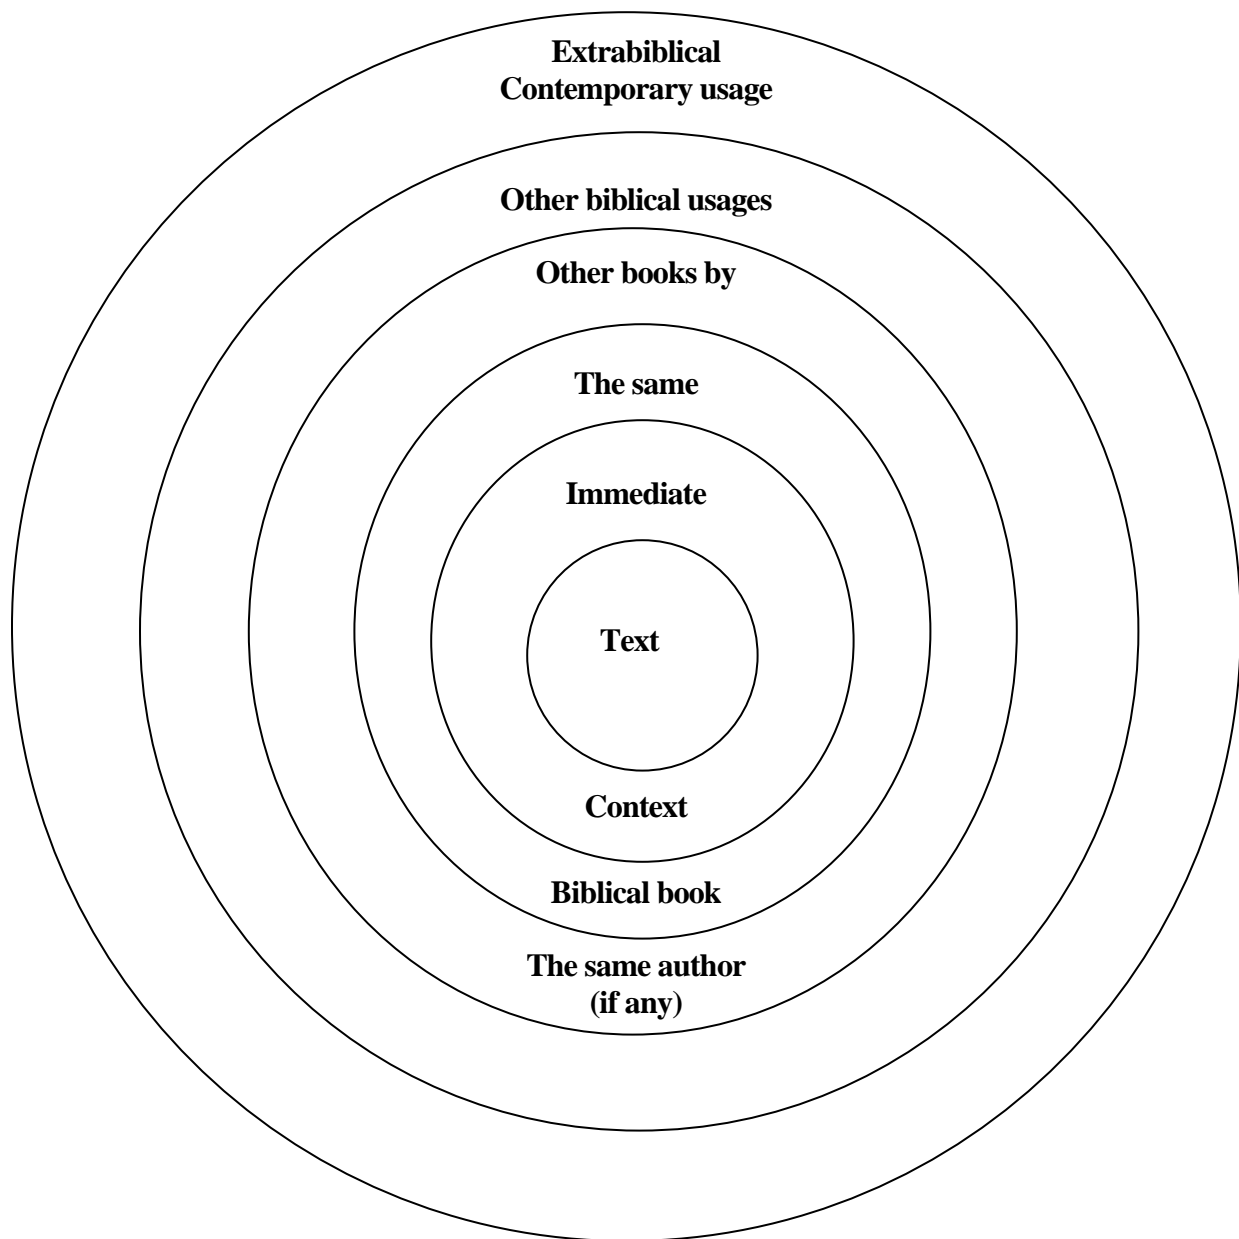 Extrabiblical
Contemporary usage
Other biblical usages
Other books by
The same
Immediate
Text
Context
Biblical book
The same author
(if any)